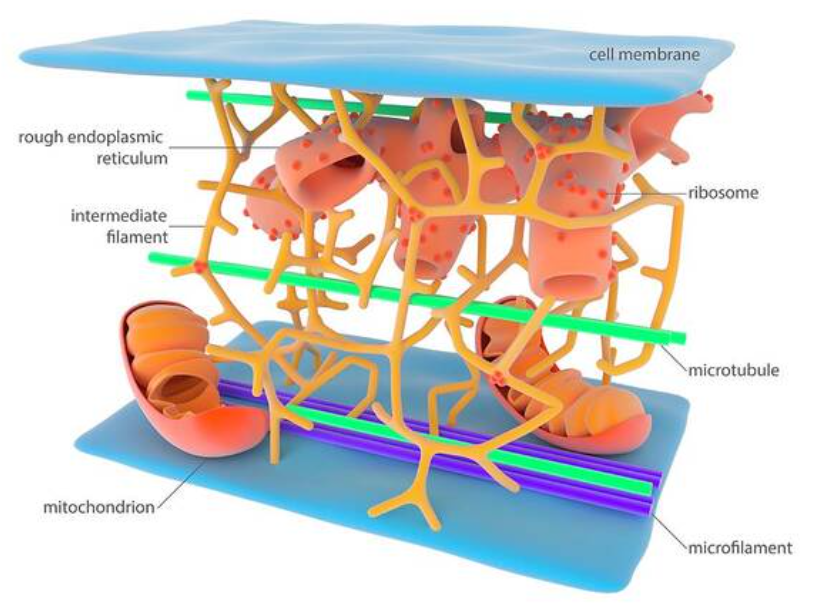 cell membrane
rough endoplasmic
reticulum
ribosome
intermediate
filament
microtubule
mitochondrion
microfilament